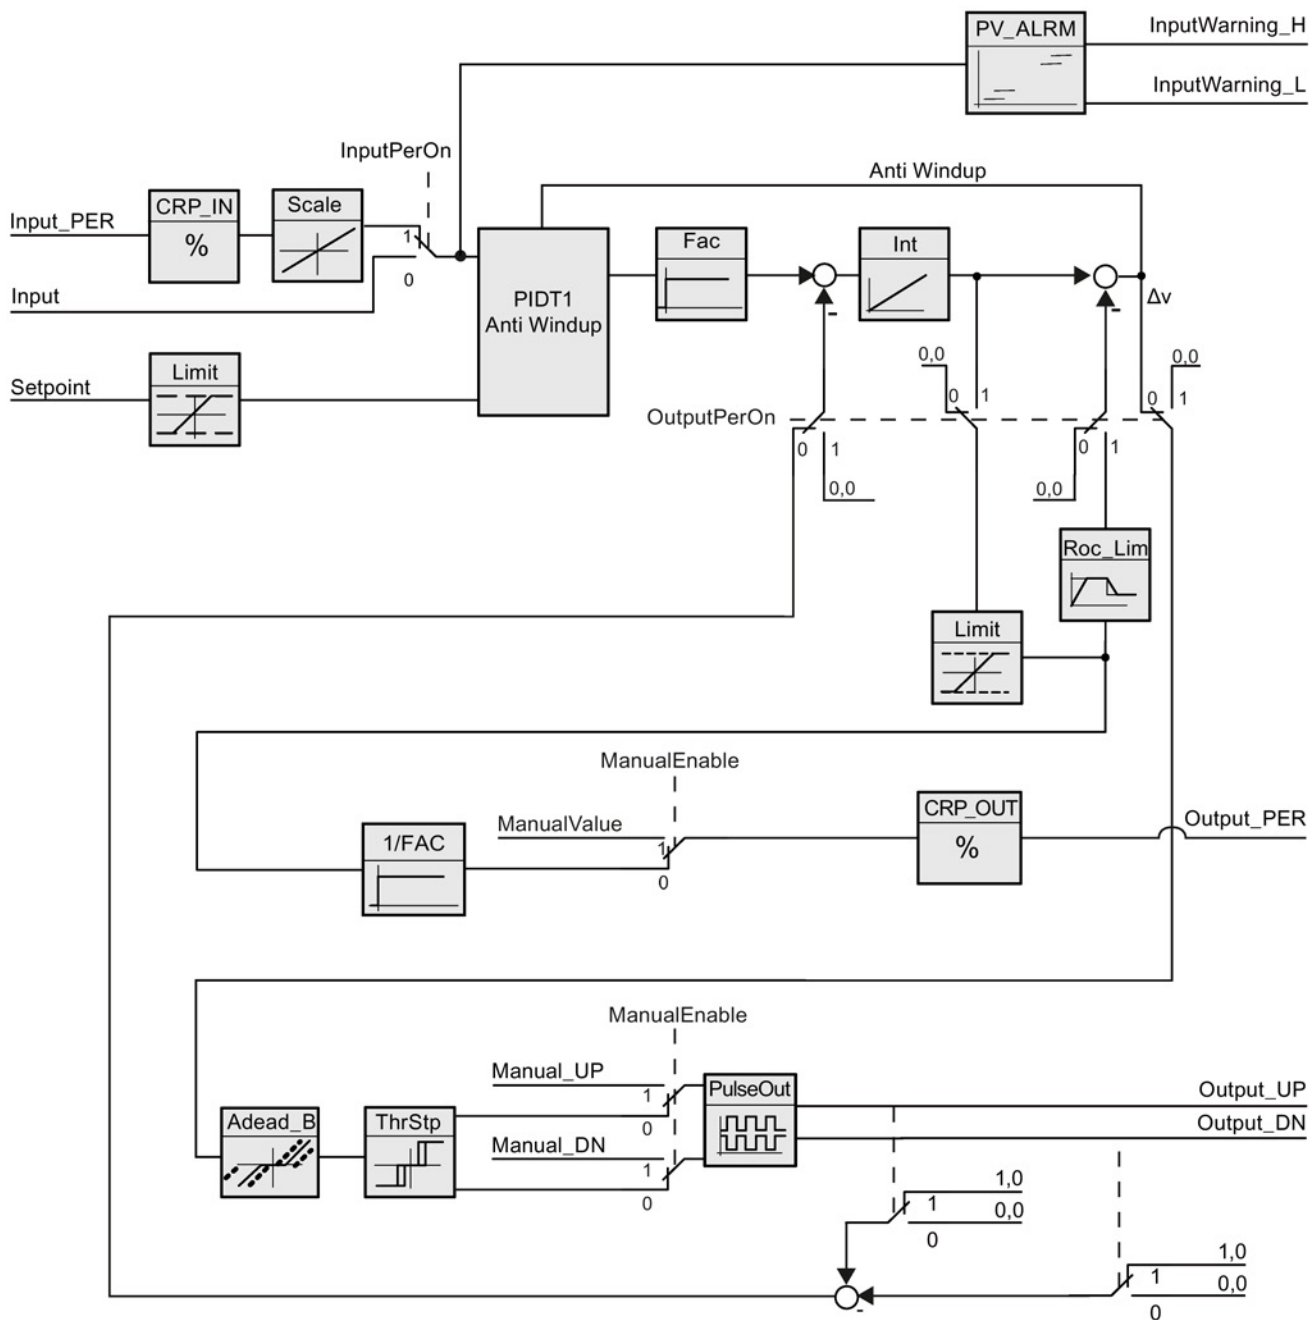 PV_ALRM
InputWarning_H
InputWarning_L
InputPerOn
Anti Windup
Input_PER
CRP_IN
%
Scale
1
0
Input
PIDT1
Anti Windup
Fac
Int
-
-
Δv
Setpoint
Limit
0,0
0
1
0,0
0
1
OutputPerOn
0
1
0,0
0
1
0,0
Roc_Lim
Limit
ManualEnable
ManualValue
1
0
1/FAC
CRP_OUT
%
Output_PER
ManualEnable
Manual_UP
1
0
Manual_DN
1
0
PulseOut
Output_UP
Output_DN
Adead_B
ThrStp
1,0
1
0,0
0
1,0
1
0,0
0
-